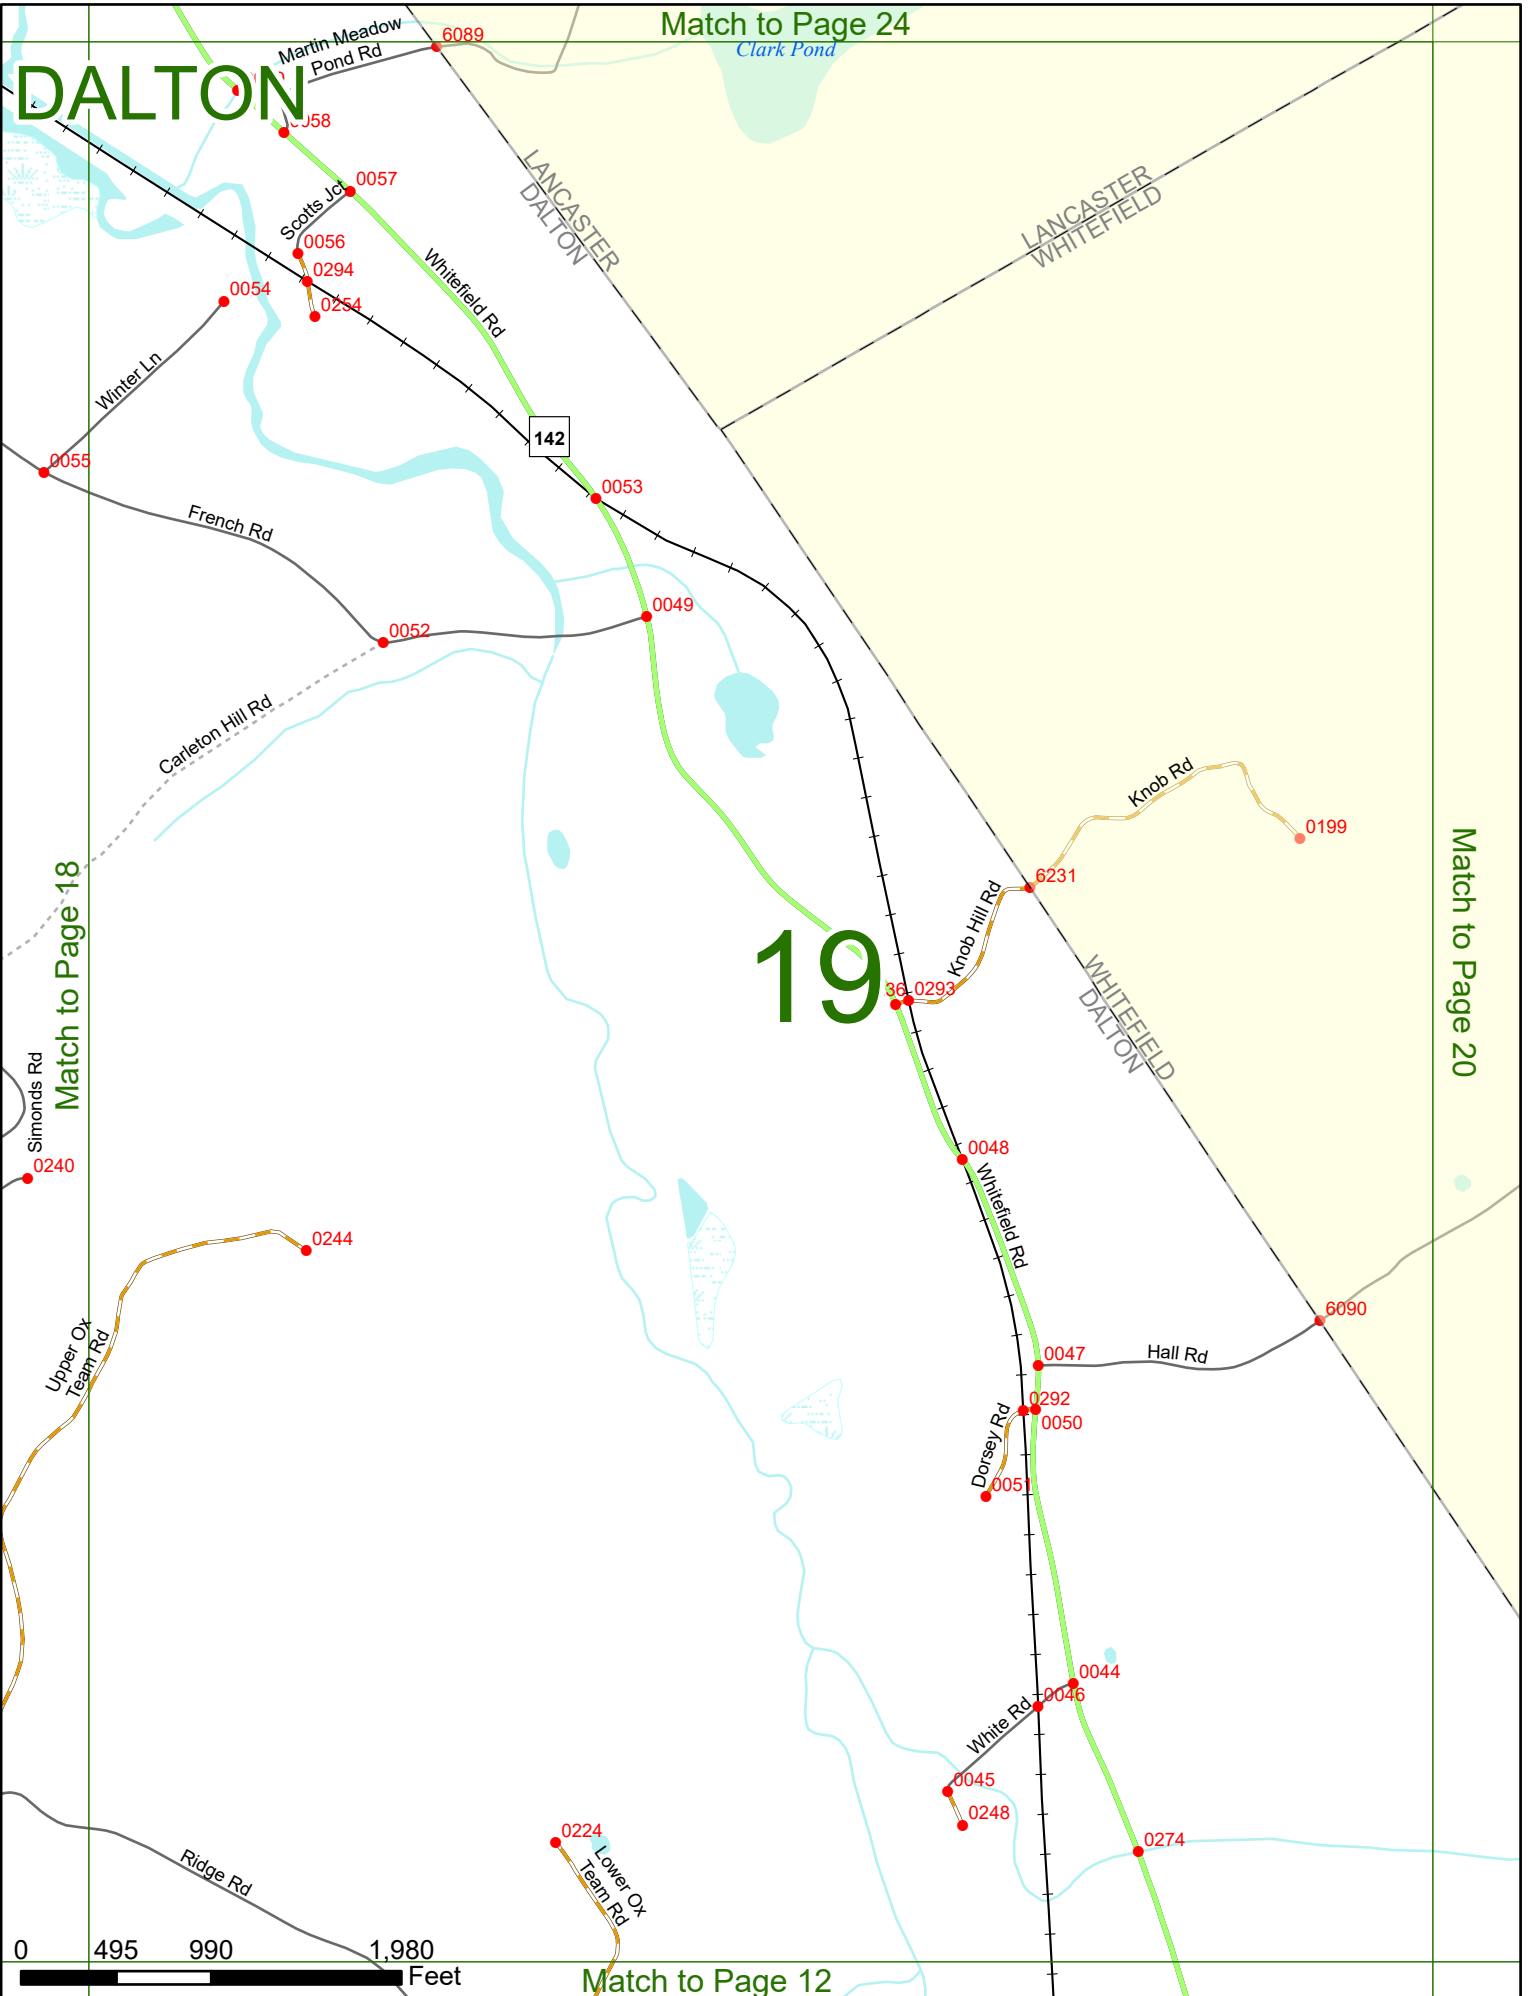 Match to Page 24
Clark Pond
Martin Meadow
Pond Rd
6089
DALTON
58
0057
Scotts Jct
0056
0294
0254
0054
Whitefield Rd
LANCASTER
DALTON
LANCASTER
WHITEFIELD
Winter Ln
142
0055
0053
French Rd
0049
0052
Carleton Hill Rd
Knob Rd
0199
Match to Page 18
Match to Page 20
6231
Knob Hill Rd
19
36
0293
WHITEFIELD
DALTON
Simonds Rd
0240
0048
Whitefield Rd
0244
Upper Ox
Team Rd
6090
0047
Hall Rd
0292
0050
Dorsey Rd
0051
0044
0046
White Rd
0045
0248
0224
Lower Ox
Team Rd
0274
Ridge Rd
0 495 990 1,980
Feet
Match to Page 12